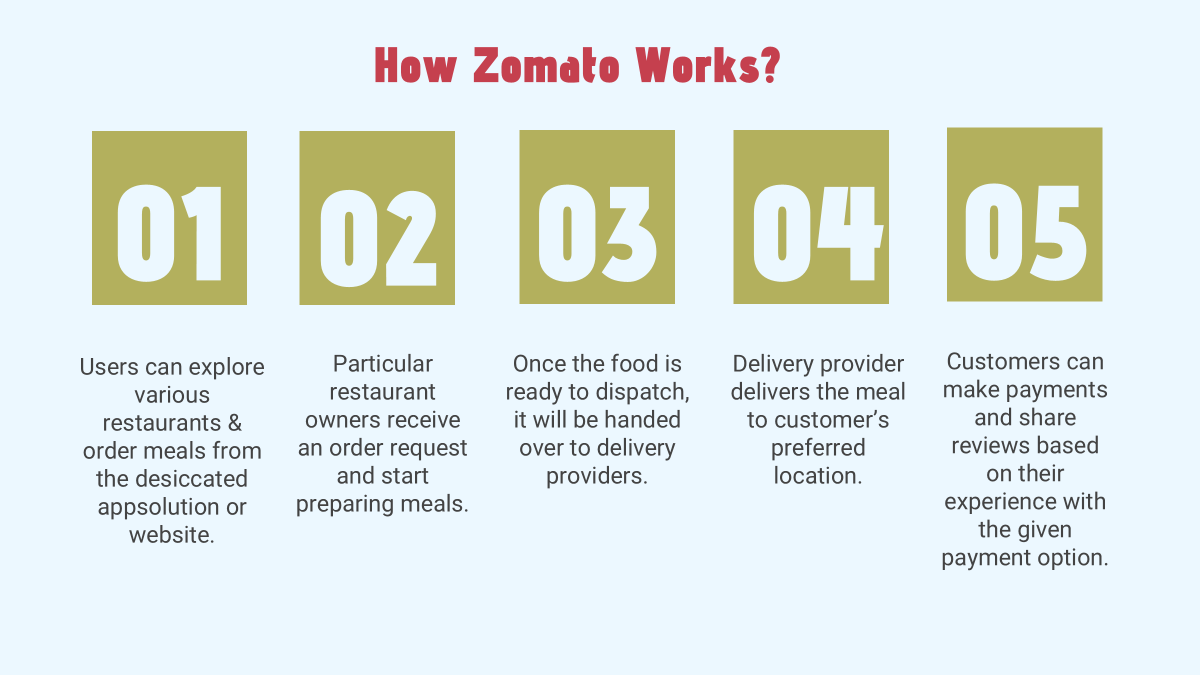 How Zomato Works?
01
Users can explore
various
restaurants &
order meals from
the desiccated
appsolution or
website.
02
Particular
restaurant
owners receive
an order request
and start
preparing meals.
03
Once the food is
ready to dispatch,
it will be handed
over to delivery
providers.
04
Delivery provider
delivers the meal
to customer’s
preferred
location.
05
Customers can
make payments
and share
reviews based
on their
experience with
the given
payment option.